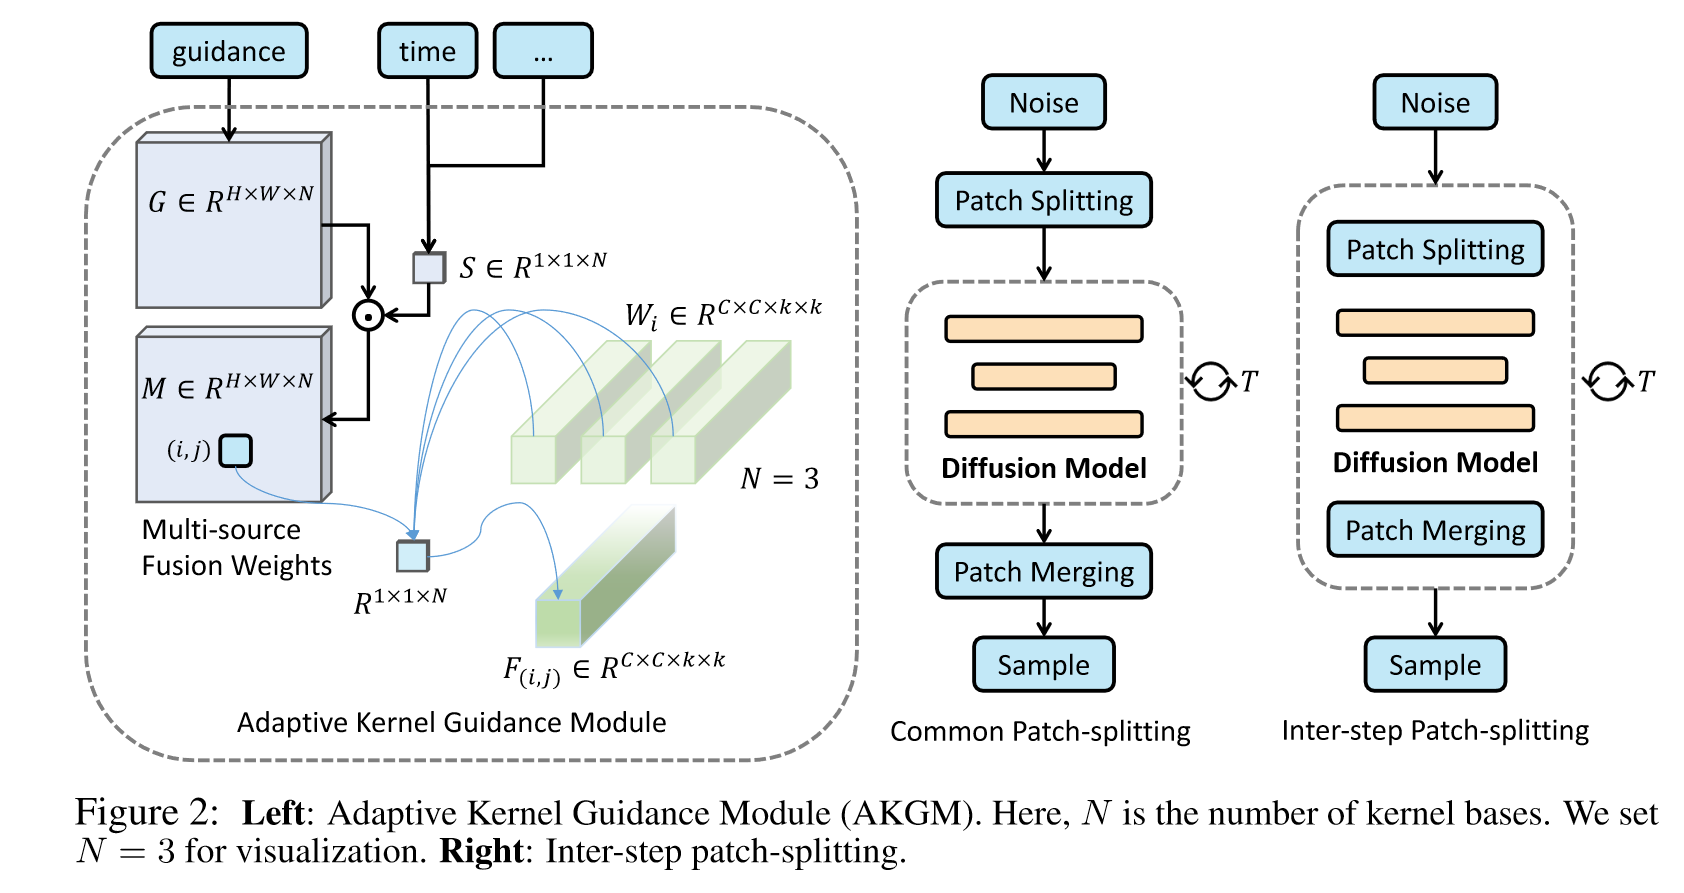 guidance
time
...
G ∈ R^{H×W×N}
S ∈ R^{1×1×N}
W_i ∈ R^{C×C×k×k}
M ∈ R^{H×W×N}
(i,j)
N = 3
Multi-source
Fusion Weights
R^{1×1×N}
F_{(i,j)} ∈ R^{C×C×k×k}
Adaptive Kernel Guidance Module
Noise
Patch Splitting
Diffusion Model
T
Patch Merging
Sample
Common Patch-splitting
Noise
Patch Splitting
Diffusion Model
T
Patch Merging
Sample
Inter-step Patch-splitting
Figure 2: Left: Adaptive Kernel Guidance Module (AKGM). Here, N is the number of kernel bases. We set
N = 3 for visualization. Right: Inter-step patch-splitting.